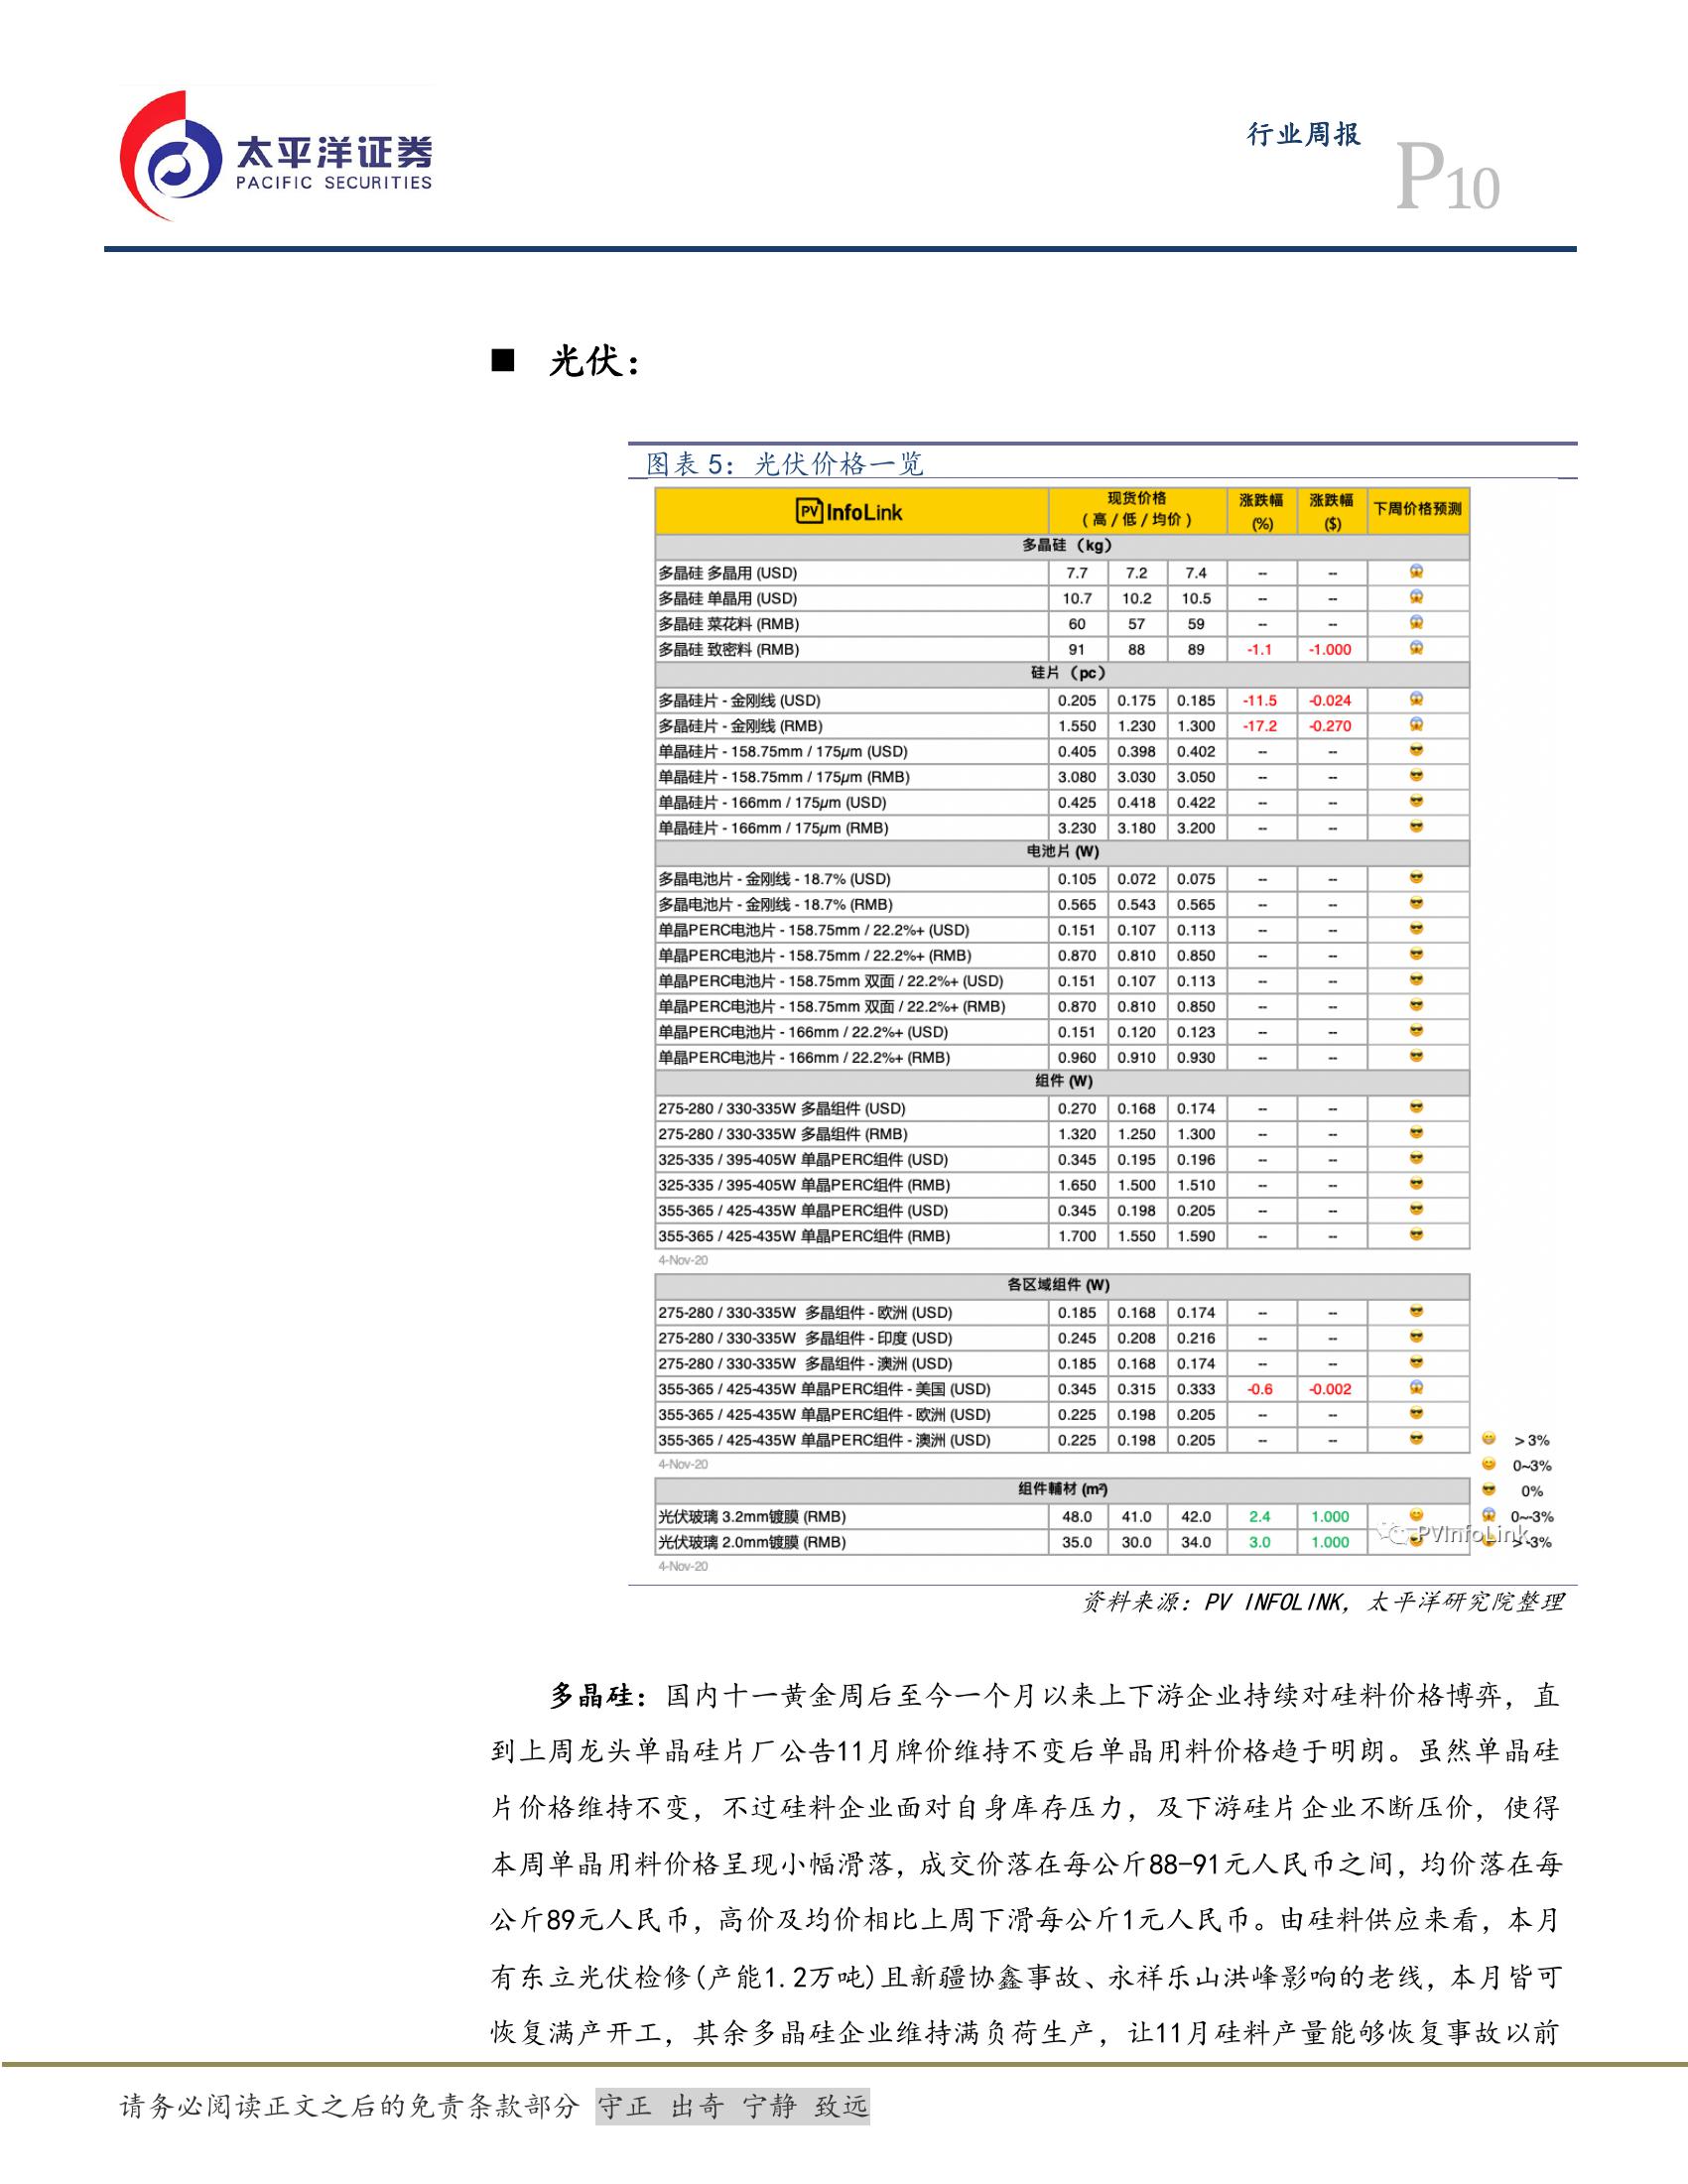 太平洋证券
PACIFIC SECURITIES
行业周报
P10
■ 光伏：
图表 5：光伏价格一览
PV InfoLink 现货价格（高 / 低 / 均价） 涨跌幅(%) 涨跌幅($) 下周价格预测
多晶硅（kg）
多晶硅 多晶用 (USD) 7.7 7.2 7.4 -- --
多晶硅 单晶用 (USD) 10.7 10.2 10.5 -- --
多晶硅 菜花料 (RMB) 60 57 59 -- --
多晶硅 致密料 (RMB) 91 88 89 -1.1 -1.000
硅片（pc）
多晶硅片 - 金刚线 (USD) 0.205 0.175 0.185 -11.5 -0.024
多晶硅片 - 金刚线 (RMB) 1.550 1.230 1.300 -17.2 -0.270
单晶硅片 - 158.75mm / 175μm (USD) 0.405 0.398 0.402 -- --
单晶硅片 - 158.75mm / 175μm (RMB) 3.080 3.030 3.050 -- --
单晶硅片 - 166mm / 175μm (USD) 0.425 0.418 0.422 -- --
单晶硅片 - 166mm / 175μm (RMB) 3.230 3.180 3.200 -- --
电池片 (W)
多晶电池片 - 金刚线 - 18.7% (USD) 0.105 0.072 0.075 -- --
多晶电池片 - 金刚线 - 18.7% (RMB) 0.565 0.543 0.565 -- --
单晶PERC电池片 - 158.75mm / 22.2%+ (USD) 0.151 0.107 0.113 -- --
单晶PERC电池片 - 158.75mm / 22.2%+ (RMB) 0.870 0.810 0.850 -- --
单晶PERC电池片 - 158.75mm 双面 / 22.2%+ (USD) 0.151 0.107 0.113 -- --
单晶PERC电池片 - 158.75mm 双面 / 22.2%+ (RMB) 0.870 0.810 0.850 -- --
单晶PERC电池片 - 166mm / 22.2%+ (USD) 0.151 0.120 0.123 -- --
单晶PERC电池片 - 166mm / 22.2%+ (RMB) 0.960 0.910 0.930 -- --
组件 (W)
275-280 / 330-335W 多晶组件 (USD) 0.270 0.168 0.174 -- --
275-280 / 330-335W 多晶组件 (RMB) 1.320 1.250 1.300 -- --
325-335 / 395-405W 单晶PERC组件 (USD) 0.345 0.195 0.196 -- --
325-335 / 395-405W 单晶PERC组件 (RMB) 1.650 1.500 1.510 -- --
355-365 / 425-435W 单晶PERC组件 (USD) 0.345 0.198 0.205 -- --
355-365 / 425-435W 单晶PERC组件 (RMB) 1.700 1.550 1.590 -- --
4-Nov-20
各区域组件 (W)
275-280 / 330-335W 多晶组件 - 欧洲 (USD) 0.185 0.168 0.174 -- --
275-280 / 330-335W 多晶组件 - 印度 (USD) 0.245 0.208 0.216 -- --
275-280 / 330-335W 多晶组件 - 澳洲 (USD) 0.185 0.168 0.174 -- --
355-365 / 425-435W 单晶PERC组件 - 美国 (USD) 0.345 0.315 0.333 -0.6 -0.002
355-365 / 425-435W 单晶PERC组件 - 欧洲 (USD) 0.225 0.198 0.205 -- --
355-365 / 425-435W 单晶PERC组件 - 澳洲 (USD) 0.225 0.198 0.205 -- --
> 3%
4-Nov-20
0~3%
组件輔材 (m²)
0%
光伏玻璃 3.2mm镀膜 (RMB) 48.0 41.0 42.0 2.4 1.000
0~-3%
光伏玻璃 2.0mm镀膜 (RMB) 35.0 30.0 34.0 3.0 1.000
PVInfoLink
> -3%
4-Nov-20
资料来源：PV INFOLINK，太平洋研究院整理
多晶硅：国内十一黄金周后至今一个月以来上下游企业持续对硅料价格博弈，直
到上周龙头单晶硅片厂公告11月牌价维持不变后单晶用料价格趋于明朗。虽然单晶硅
片价格维持不变，不过硅料企业面对自身库存压力，及下游硅片企业不断压价，使得
本周单晶用料价格呈现小幅滑落，成交价落在每公斤88-91元人民币之间，均价落在每
公斤89元人民币，高价及均价相比上周下滑每公斤1元人民币。由硅料供应来看，本月
有东立光伏检修(产能1.2万吨)且新疆协鑫事故、永祥乐山洪峰影响的老线，本月皆可
恢复满产开工，其余多晶硅企业维持满负荷生产，让11月硅料产量能够恢复事故以前
请务必阅读正文之后的免责条款部分 守正 出奇 宁静 致远